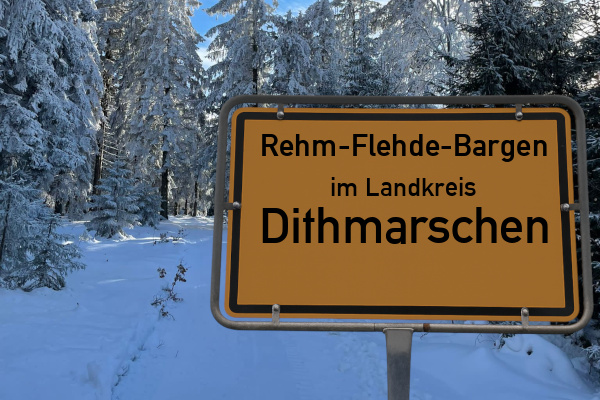 Rehm-Flehde-Bargen
im Landkreis
Dithmarschen